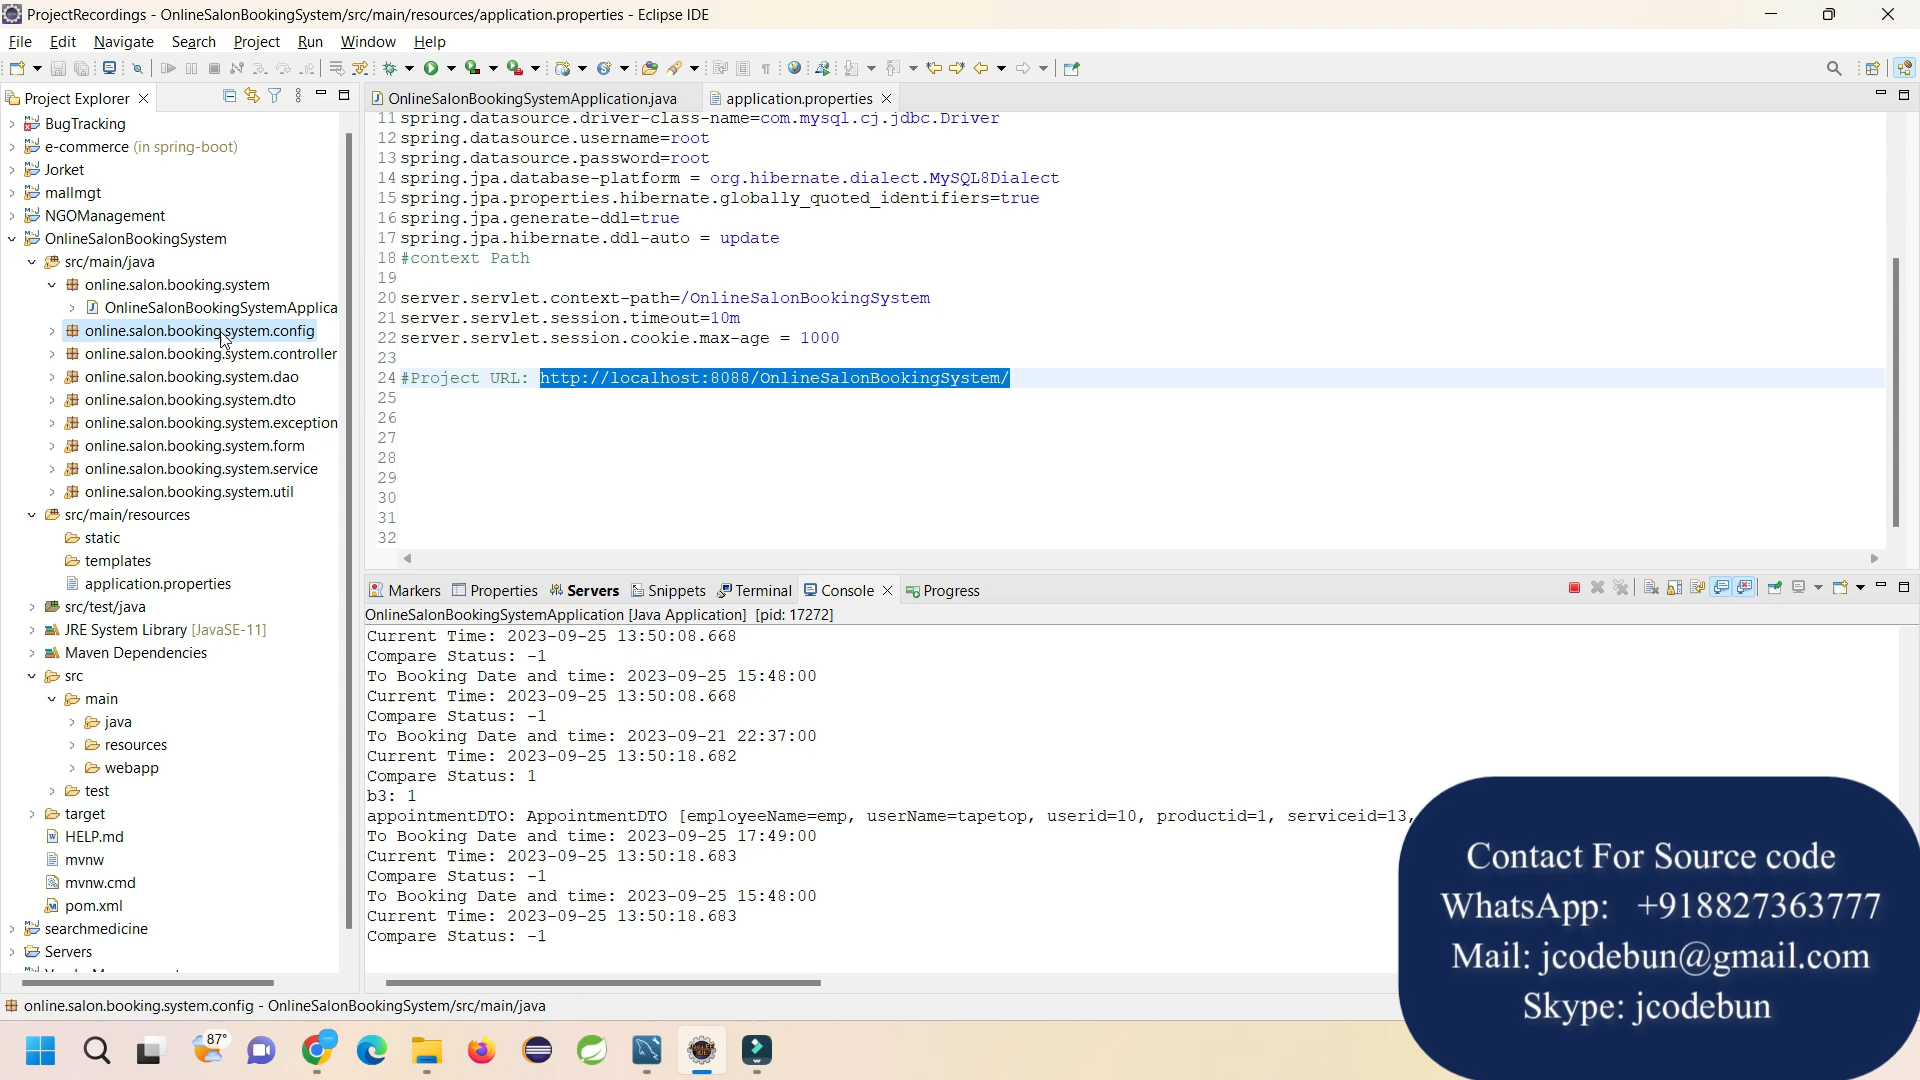 ProjectRecordings - OnlineSalonBookingSystem/src/main/resources/application.properties - Eclipse IDE
File Edit Navigate Search Project Run Window Help
Project Explorer
BugTracking
e-commerce (in spring-boot)
Jorket
mallmgt
NGOManagement
OnlineSalonBookingSystem
src/main/java
online.salon.booking.system
OnlineSalonBookingSystemApplica
online.salon.booking.system.config
online.salon.booking.system.controller
online.salon.booking.system.dao
online.salon.booking.system.dto
online.salon.booking.system.exception
online.salon.booking.system.form
online.salon.booking.system.service
online.salon.booking.system.util
src/main/resources
static
templates
application.properties
src/test/java
JRE System Library [JavaSE-11]
Maven Dependencies
src
main
java
resources
webapp
test
target
HELP.md
mvnw
mvnw.cmd
pom.xml
searchmedicine
Servers
OnlineSalonBookingSystemApplication.java application.properties
11 spring.datasource.driver-class-name=com.mysql.cj.jdbc.Driver
12 spring.datasource.username=root
13 spring.datasource.password=root
14 spring.jpa.database-platform = org.hibernate.dialect.MySQL8Dialect
15 spring.jpa.properties.hibernate.globally_quoted_identifiers=true
16 spring.jpa.generate-ddl=true
17 spring.jpa.hibernate.ddl-auto = update
18 #context Path
19
20 server.servlet.context-path=/OnlineSalonBookingSystem
21 server.servlet.session.timeout=10m
22 server.servlet.session.cookie.max-age = 1000
23
24 #Project URL: http://localhost:8088/OnlineSalonBookingSystem/
25
26
27
28
29
30
31
32
Markers Properties Servers Snippets Terminal Console Progress
OnlineSalonBookingSystemApplication [Java Application] [pid: 17272]
Current Time: 2023-09-25 13:50:08.668
Compare Status: -1
To Booking Date and time: 2023-09-25 15:48:00
Current Time: 2023-09-25 13:50:08.668
Compare Status: -1
To Booking Date and time: 2023-09-21 22:37:00
Current Time: 2023-09-25 13:50:18.682
Compare Status: 1
b3: 1
appointmentDTO: AppointmentDTO [employeeName=emp, userName=tapetop, userid=10, productid=1, serviceid=13,
To Booking Date and time: 2023-09-25 17:49:00
Current Time: 2023-09-25 13:50:18.683
Compare Status: -1
To Booking Date and time: 2023-09-25 15:48:00
Current Time: 2023-09-25 13:50:18.683
Compare Status: -1
Contact For Source code
WhatsApp: +918827363777
Mail: jcodebun@gmail.com
Skype: jcodebun
online.salon.booking.system.config - OnlineSalonBookingSystem/src/main/java
87°